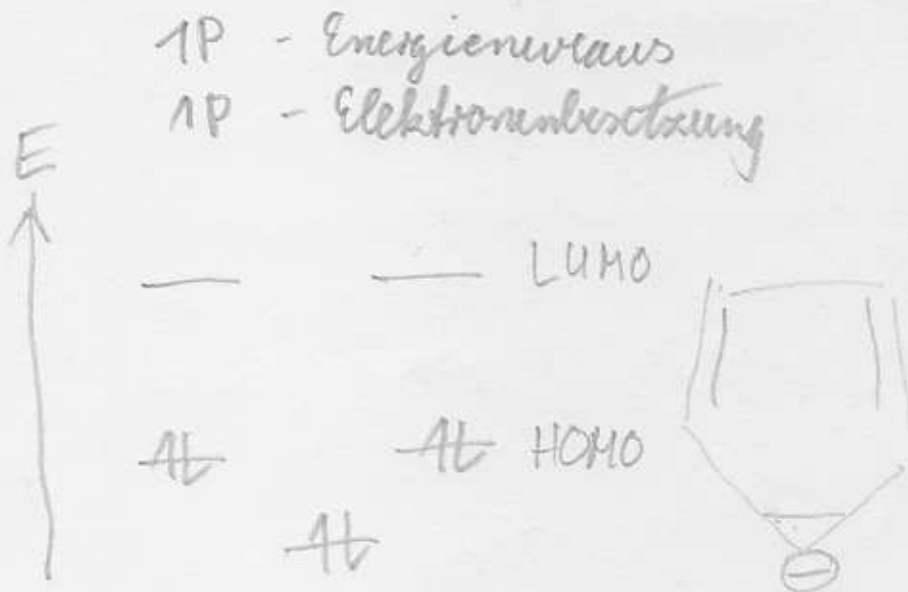 1P - Energieniveaus
1P - Elektronenbesetzung
E
LUMO
HOMO
⊖